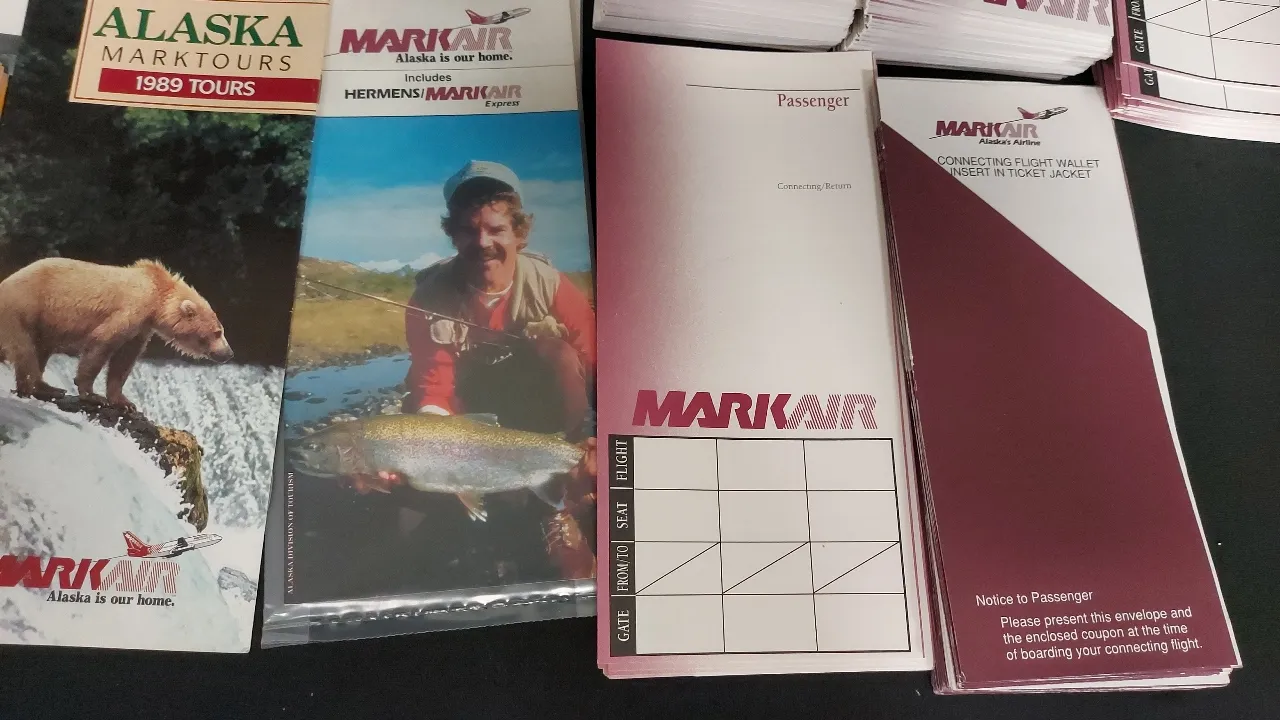 ALASKA
MARKTOURS
1989 TOURS
MARKAIR
Alaska is our home.
MARKAIR
Alaska is our home.
Includes
HERMENS/MARKAIR
Express
ALASKA DIVISION OF TOURISM
Passenger
Connecting/Return
MARKAIR
FLIGHT
SEAT
FROM/TO
GATE
MARKAIR
Alaska's Airline
CONNECTING FLIGHT WALLET
INSERT IN TICKET JACKET
Notice to Passenger
Please present this envelope and
the enclosed coupon at the time
of boarding your connecting flight.
GATE